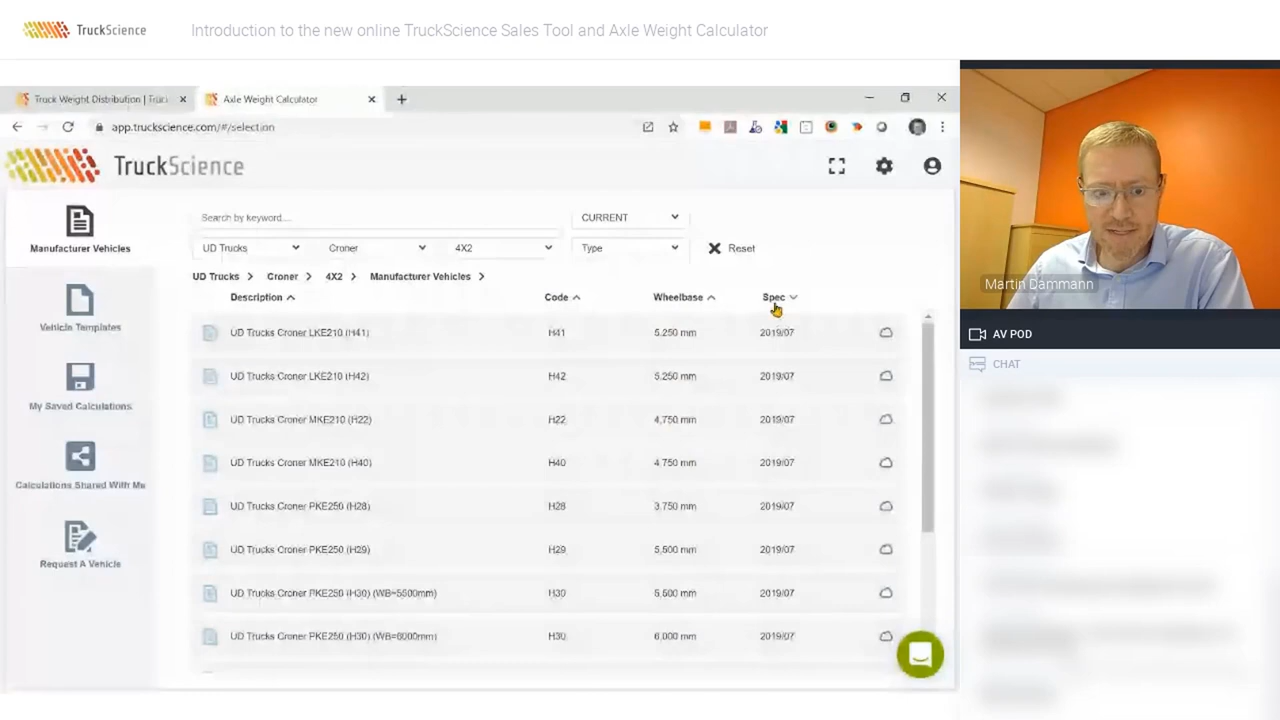 TruckScience
Introduction to the new online TruckScience Sales Tool and Axle Weight Calculator
Truck Weight Distribution | Truc
Axle Weight Calculator
app.truckscience.com/#/selection
TruckScience
Manufacturer Vehicles
Vehicle Templates
My Saved Calculations
Calculations Shared With Me
Request A Vehicle
Search by keyword....
CURRENT
UD Trucks
Croner
4X2
Type
Reset
UD Trucks > Croner > 4X2 > Manufacturer Vehicles >
Description Code Wheelbase Spec
UD Trucks Croner LKE210 (H41) H41 5,250 mm 2019/07
UD Trucks Croner LKE210 (H42) H42 5,250 mm 2019/07
UD Trucks Croner MKE210 (H22) H22 4,750 mm 2019/07
UD Trucks Croner MKE210 (H40) H40 4,750 mm 2019/07
UD Trucks Croner PKE250 (H28) H28 3,750 mm 2019/07
UD Trucks Croner PKE250 (H29) H29 5,500 mm 2019/07
UD Trucks Croner PKE250 (H30) (WB=5500mm) H30 5,500 mm 2019/07
UD Trucks Croner PKE250 (H30) (WB=6000mm) H30 6,000 mm 2019/07
Martin Dammann
AV POD
CHAT